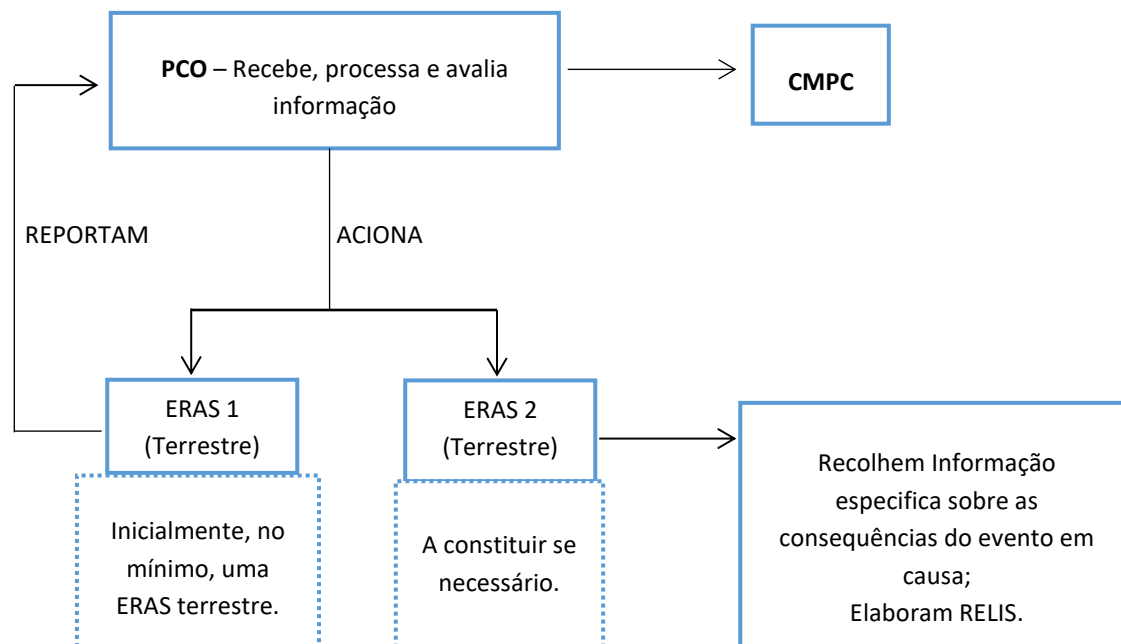 PCO – Recebe, processa e avalia
informação
CMPC
REPORTAM
ACIONA
ERAS 1
(Terrestre)
ERAS 2
(Terrestre)
Inicialmente, no
mínimo, uma
ERAS terrestre.
A constituir se
necessário.
Recolhem Informação
especifica sobre as
consequências do evento em
causa;
Elaboram RELIS.